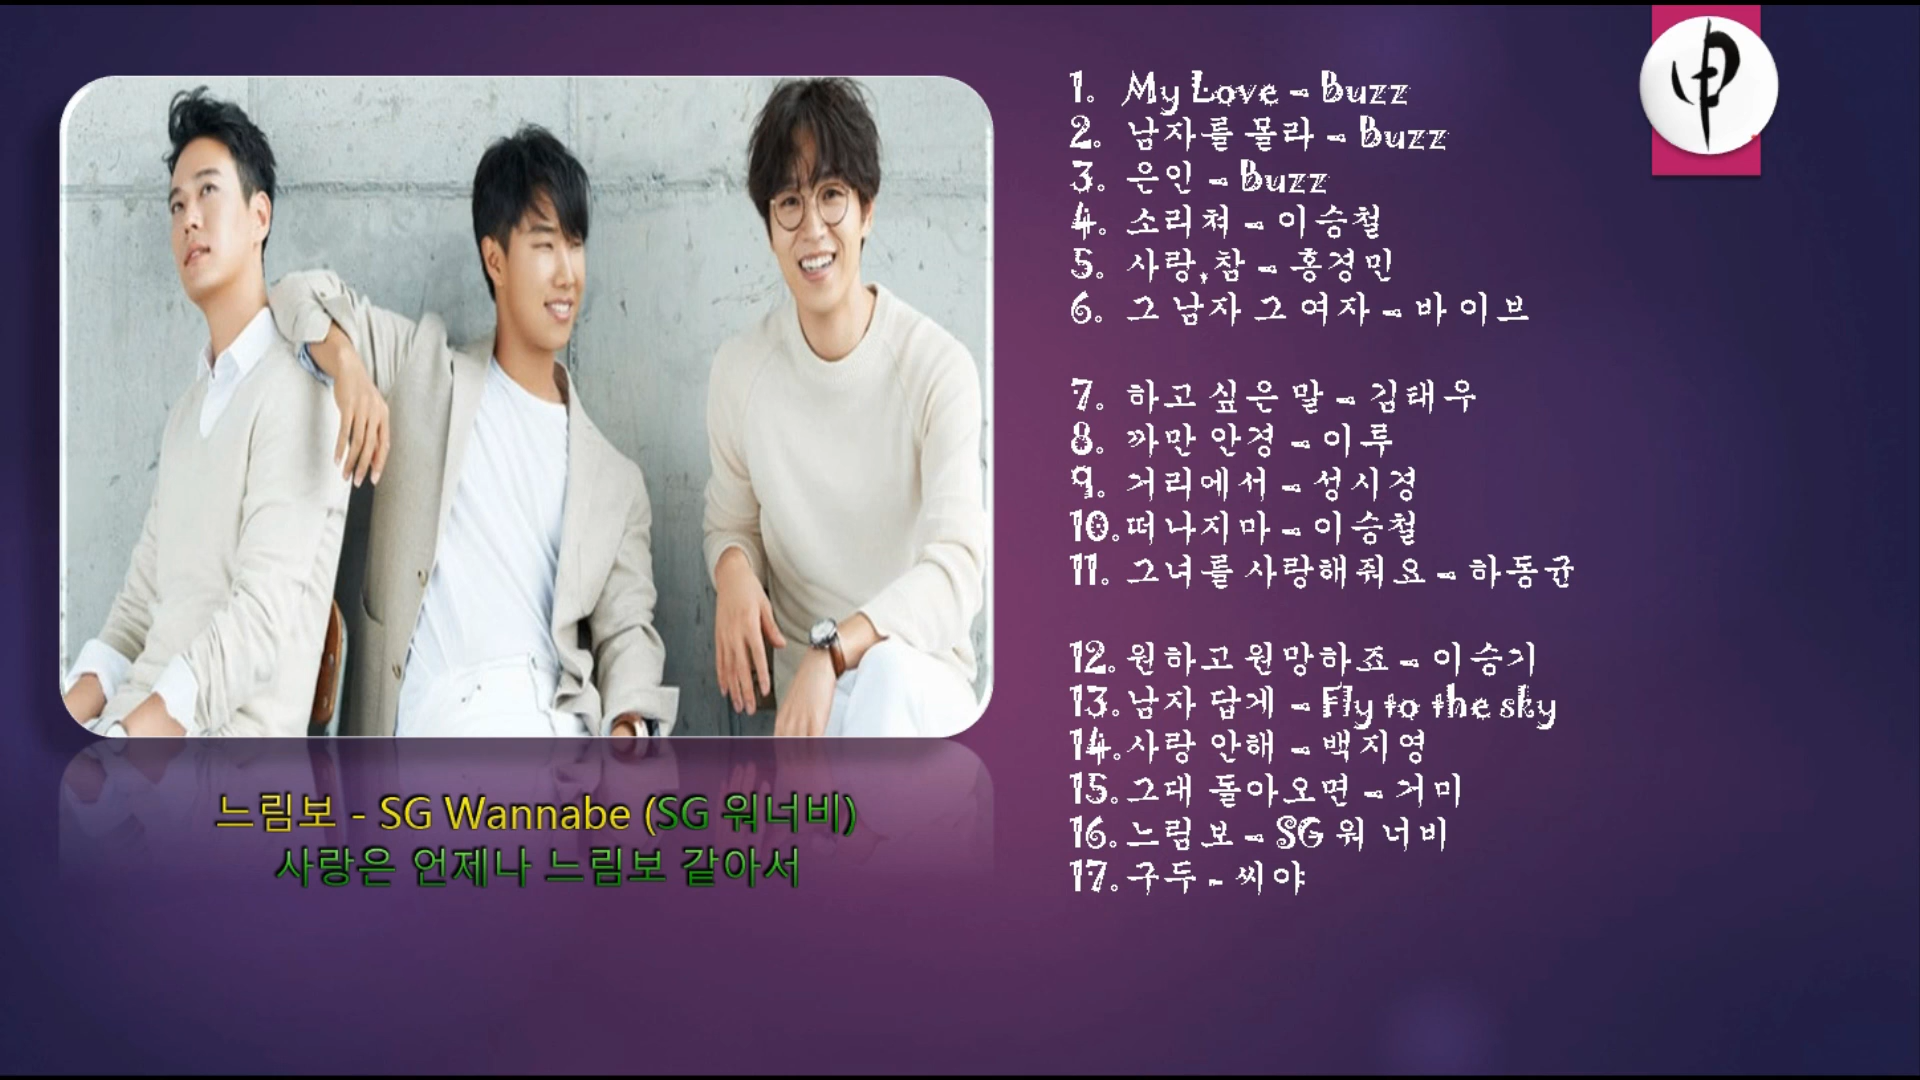 1. My Love – Buzz
2. 남자를 몰라 – Buzz
3. 은인 – Buzz
4. 소리쳐 – 이승철
5. 사랑,참 – 홍경민
6. 그 남자 그 여자 – 바이브
7. 하고 싶은 말 – 김태우
8. 까만 안경 – 이루
9. 거리에서 – 성시경
10. 떠나지마 – 이승철
11. 그녀를 사랑해줘요 – 하동균
12. 원하고 원망하죠 – 이승기
13. 남자 답게 – Fly to the sky
14. 사랑 안해 – 백지영
15. 그대 돌아오면 – 거미
16. 느림보 – SG 워너비
17. 구두 - 씨야
느림보 - SG Wannabe (SG 워너비)
사랑은 언제나 느림보 같아서